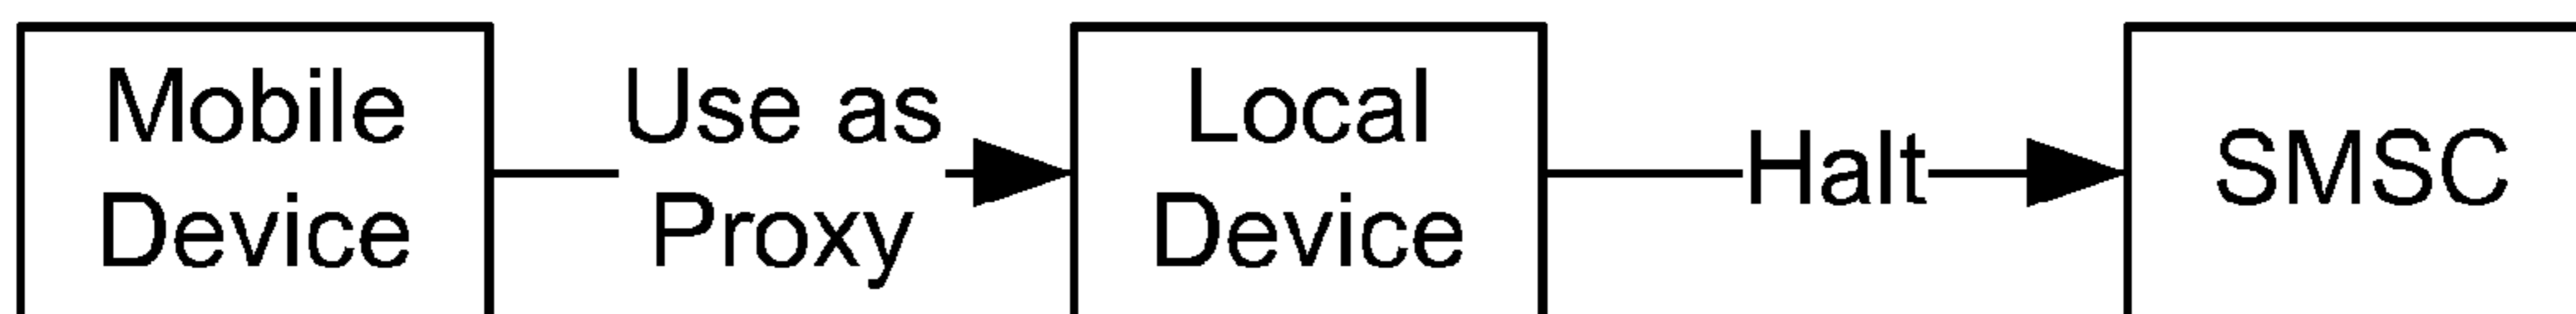 Mobile
Device
Use as
Proxy
Local
Device
Halt
SMSC